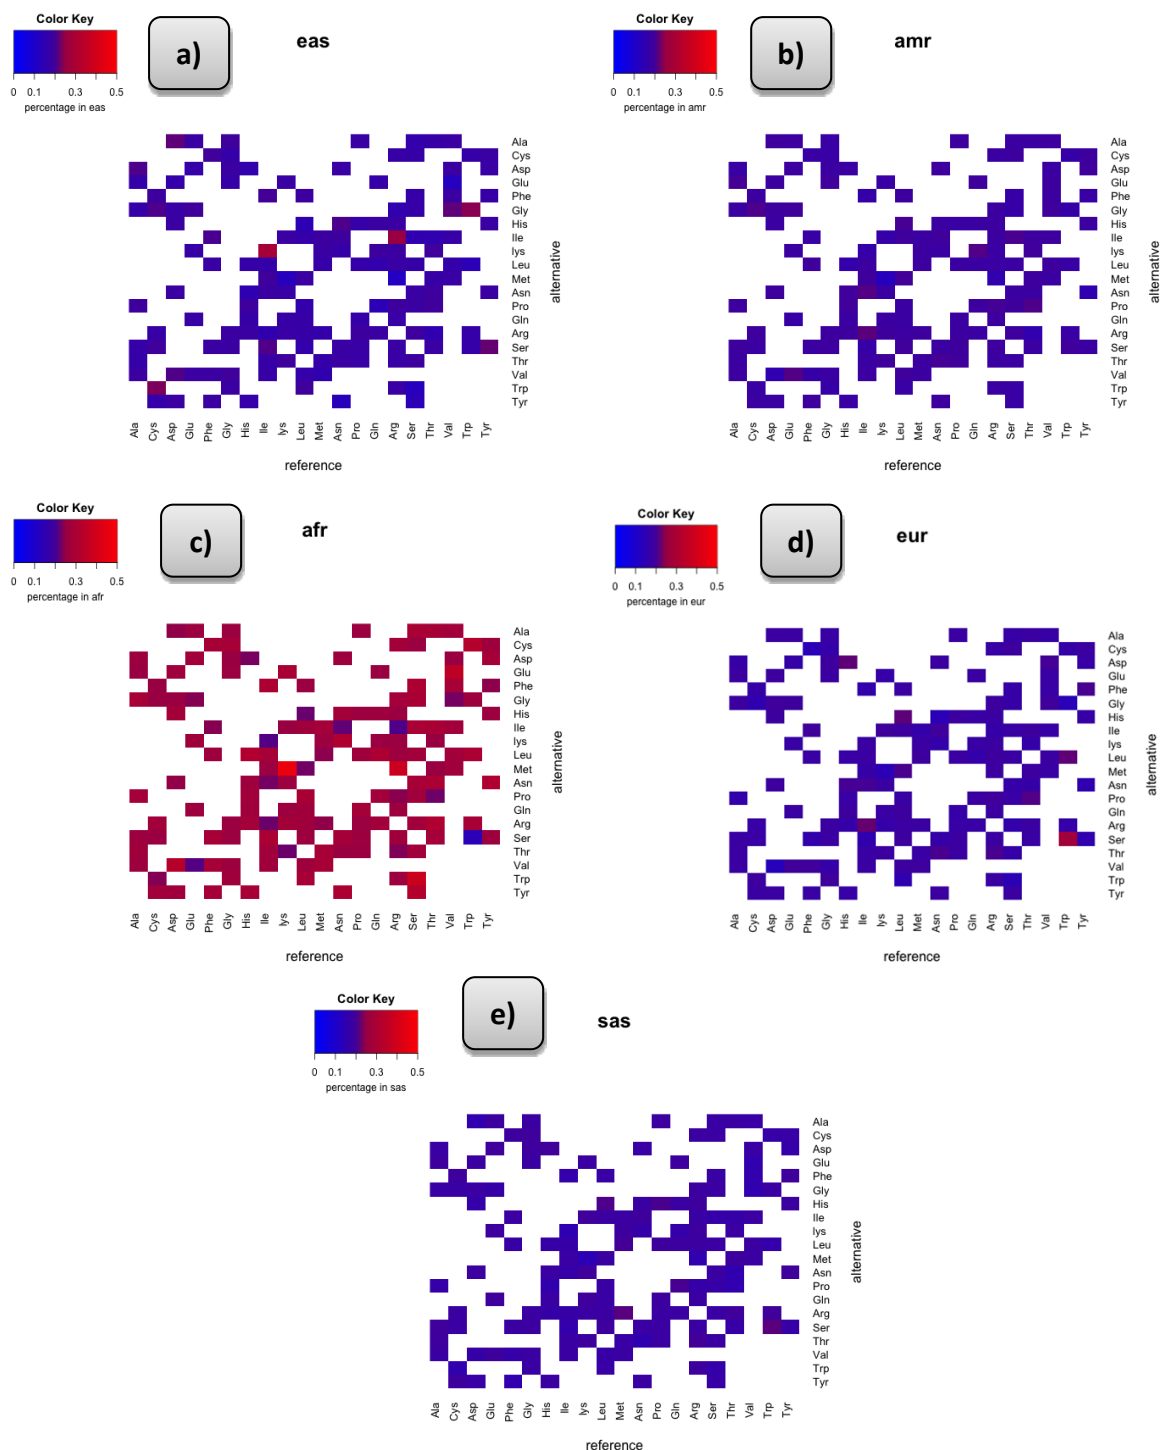 Color Key
0 0.1 0.3 0.5
percentage in eas
a)
eas
Ala
Cys
Asp
Glu
Phe
Gly
His
Ile
lys
Leu
Met
Asn
Pro
Gln
Arg
Ser
Thr
Val
Trp
Tyr
alternative
Ala Cys Asp Glu Phe Gly His Ile lys Leu Met Asn Pro Gln Arg Ser Thr Val Trp Tyr
reference
Color Key
0 0.1 0.3 0.5
percentage in amr
b)
amr
Ala
Cys
Asp
Glu
Phe
Gly
His
Ile
lys
Leu
Met
Asn
Pro
Gln
Arg
Ser
Thr
Val
Trp
Tyr
alternative
Ala Cys Asp Glu Phe Gly His Ile lys Leu Met Asn Pro Gln Arg Ser Thr Val Trp Tyr
reference
Color Key
0 0.1 0.3 0.5
percentage in afr
c)
afr
Ala
Cys
Asp
Glu
Phe
Gly
His
Ile
lys
Leu
Met
Asn
Pro
Gln
Arg
Ser
Thr
Val
Trp
Tyr
alternative
Ala Cys Asp Glu Phe Gly His Ile lys Leu Met Asn Pro Gln Arg Ser Thr Val Trp Tyr
reference
Color Key
0 0.1 0.3 0.5
percentage in eur
d)
eur
Ala
Cys
Asp
Glu
Phe
Gly
His
Ile
lys
Leu
Met
Asn
Pro
Gln
Arg
Ser
Thr
Val
Trp
Tyr
alternative
Ala Cys Asp Glu Phe Gly His Ile lys Leu Met Asn Pro Gln Arg Ser Thr Val Trp Tyr
reference
Color Key
0 0.1 0.3 0.5
percentage in sas
e)
sas
Ala
Cys
Asp
Glu
Phe
Gly
His
Ile
lys
Leu
Met
Asn
Pro
Gln
Arg
Ser
Thr
Val
Trp
Tyr
alternative
Ala Cys Asp Glu Phe Gly His Ile lys Leu Met Asn Pro Gln Arg Ser Thr Val Trp Tyr
reference